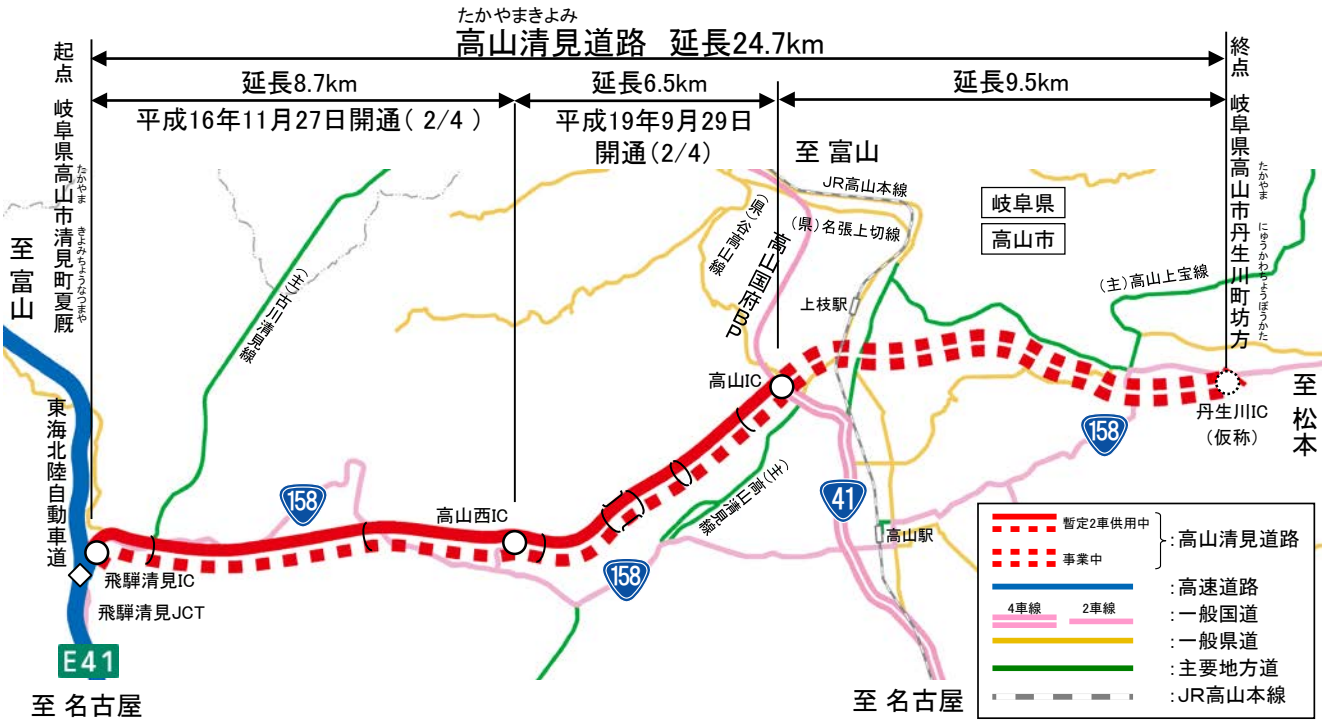 たかやまきよみ
高山清見道路 延長24.7km
延長8.7km
延長6.5km
延長9.5km
平成16年11月27日開通( 2/4 )
平成19年9月29日
開通(2/4)
起点 岐阜県高山市清見町夏厩
たかやま
きよみちょうなつまや
終点 岐阜県高山市丹生川町坊方
たかやま
にゅうかわちょうぼうかた
至 富山
至 富山
JR高山本線
(県)谷高山線
(県)名張上切線
高山国府BP
岐阜県
高山市
(主)古川清見線
上枝駅
(主)高山上宝線
高山IC
丹生川IC
(仮称)
至 松本
東海北陸自動車道
158
158
158
41
高山西IC
(主)高山清見線
高山駅
飛騨清見IC
飛騨清見JCT
E41
至 名古屋
至 名古屋
暫定2車供用中
事業中
:高山清見道路
:高速道路
4車線
2車線
:一般国道
:一般県道
:主要地方道
:JR高山本線